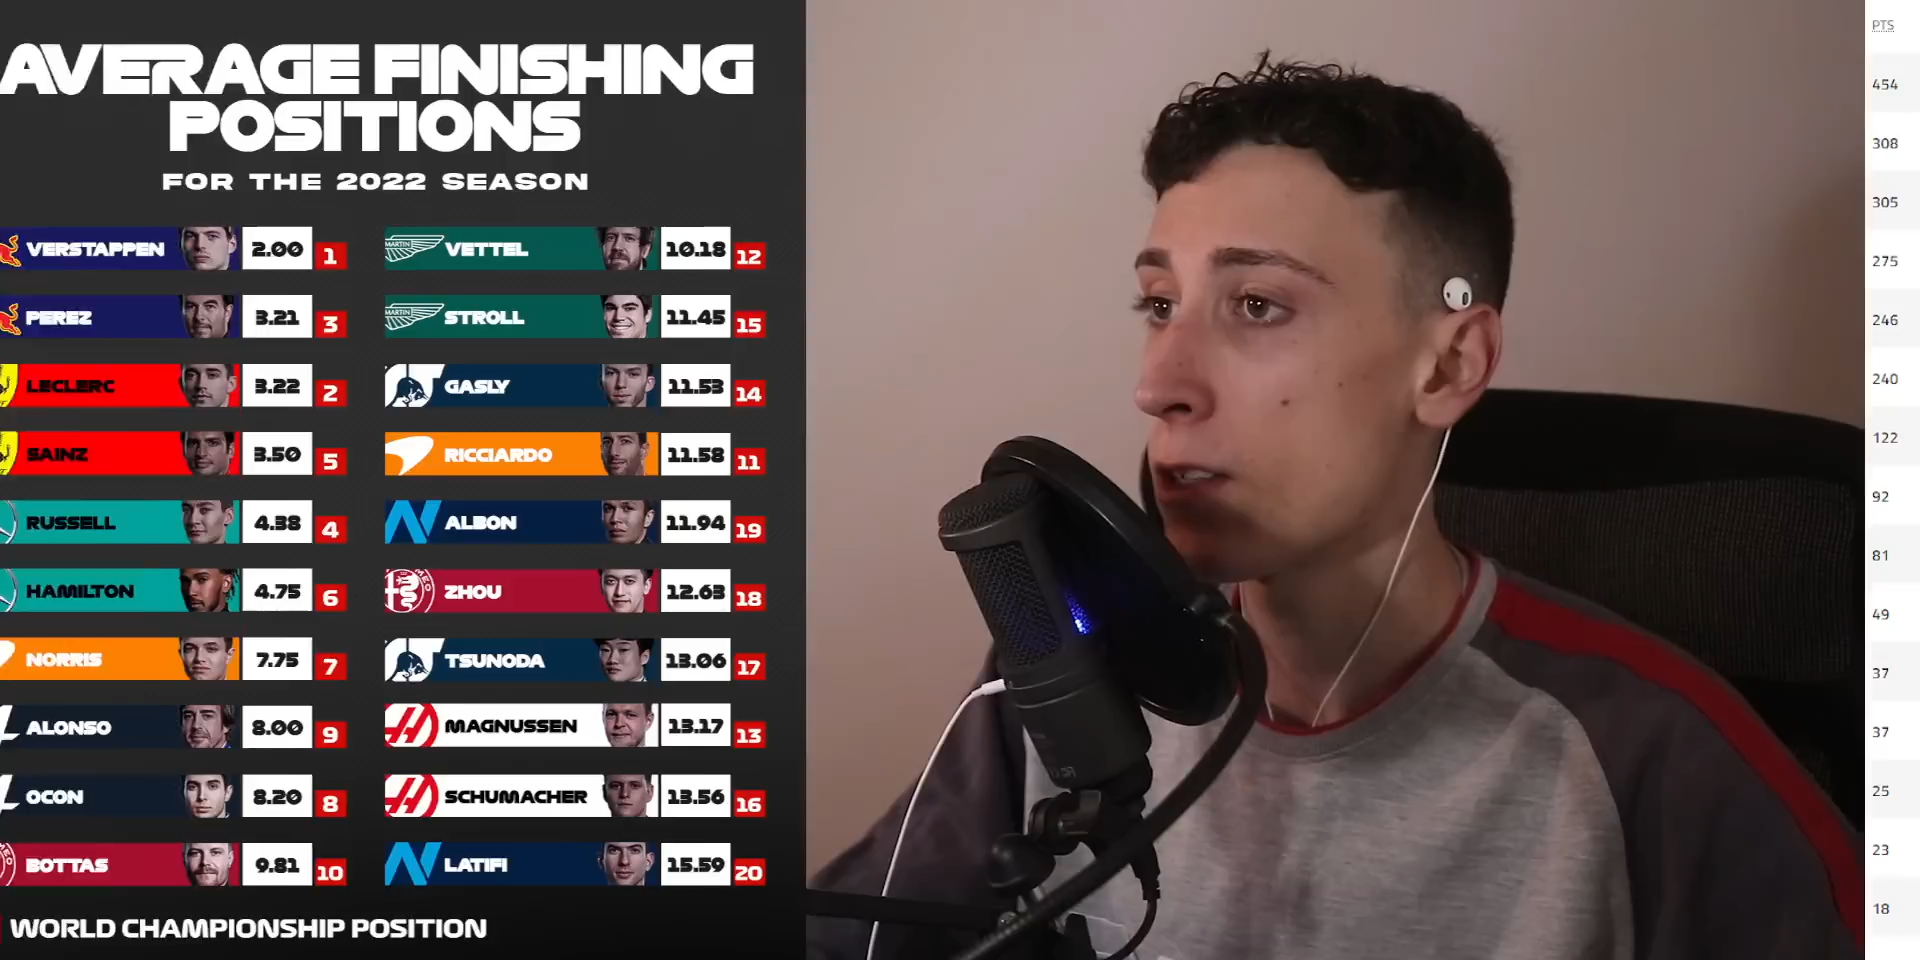 AVERAGE FINISHING
POSITIONS
FOR THE 2022 SEASON
VERSTAPPEN 2.00 1
PEREZ 3.21 3
LECLERC 3.22 2
SAINZ 3.50 5
RUSSELL 4.38 4
HAMILTON 4.75 6
NORRIS 7.75 7
ALONSO 8.00 9
OCON 8.20 8
BOTTAS 9.81 10
MARTIN VETTEL 10.18 12
MARTIN STROLL 11.45 15
GASLY 11.53 14
RICCIARDO 11.58 11
ALBON 11.94 19
ZHOU 12.63 18
TSUNODA 13.06 17
MAGNUSSEN 13.17 13
SCHUMACHER 13.56 16
LATIFI 15.59 20
WORLD CHAMPIONSHIP POSITION
PTS
454
308
305
275
246
240
122
92
81
49
37
37
25
23
18